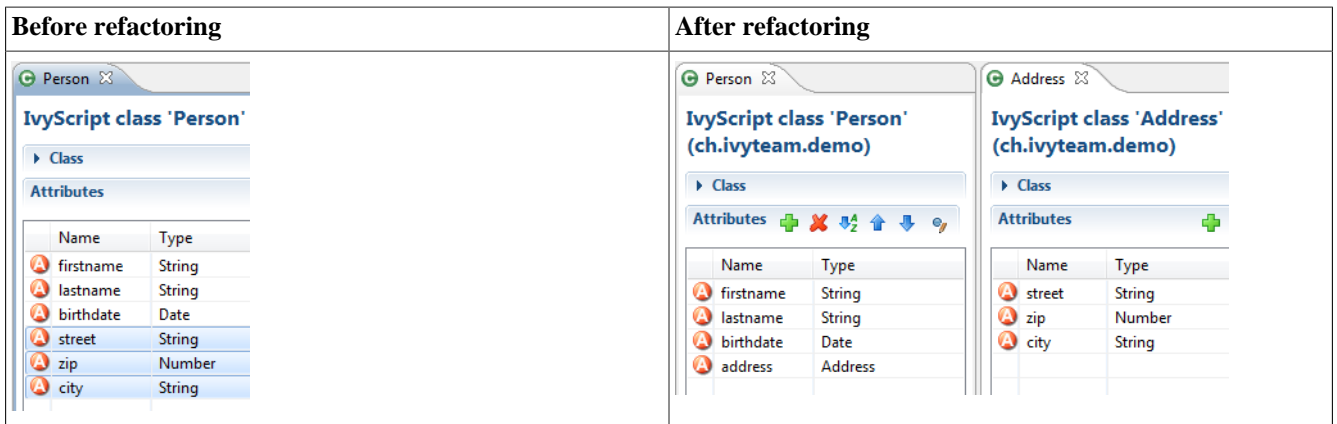 Before refactoring
Person
IvyScript class 'Person'
Class
Attributes
Name Type
firstname String
lastname String
birthdate Date
street String
zip Number
city String
After refactoring
Person
IvyScript class 'Person'
(ch.ivyteam.demo)
Class
Attributes
Name Type
firstname String
lastname String
birthdate Date
address Address
Address
IvyScript class 'Address'
(ch.ivyteam.demo)
Class
Attributes
Name Type
street String
zip Number
city String